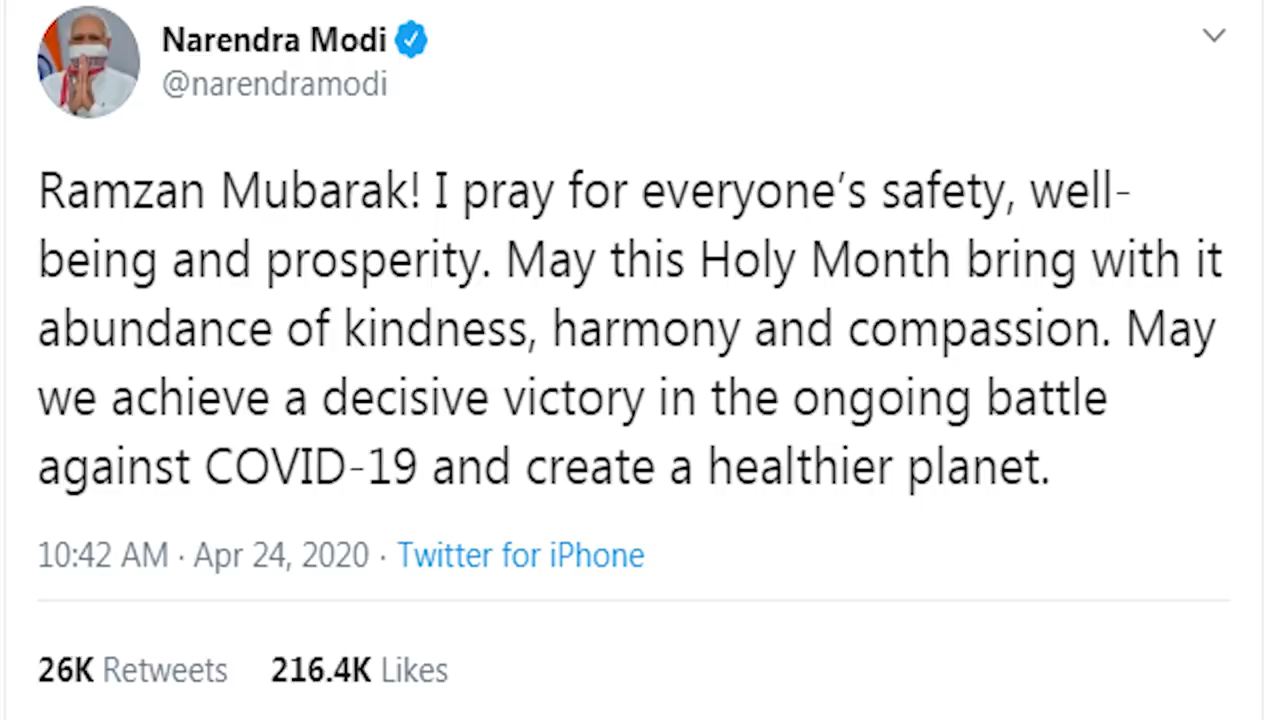 Narendra Modi
@narendramodi
Ramzan Mubarak! I pray for everyone’s safety, well-
being and prosperity. May this Holy Month bring with it
abundance of kindness, harmony and compassion. May
we achieve a decisive victory in the ongoing battle
against COVID-19 and create a healthier planet.
10:42 AM · Apr 24, 2020 · Twitter for iPhone
26K Retweets 216.4K Likes